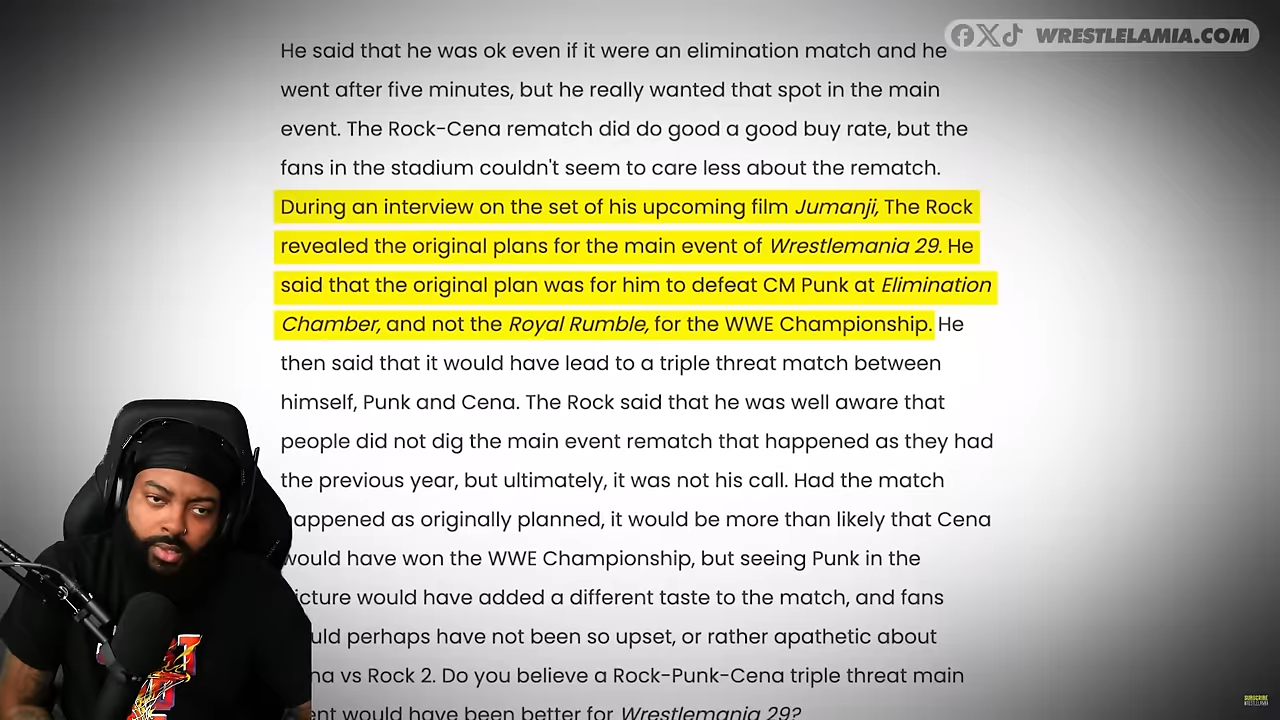 WRESTLELAMIA.COM
He said that he was ok even if it were an elimination match and he
went after five minutes, but he really wanted that spot in the main
event. The Rock-Cena rematch did do good a good buy rate, but the
fans in the stadium couldn't seem to care less about the rematch.
During an interview on the set of his upcoming film Jumanji, The Rock
revealed the original plans for the main event of Wrestlemania 29. He
said that the original plan was for him to defeat CM Punk at Elimination
Chamber, and not the Royal Rumble, for the WWE Championship. He
then said that it would have lead to a triple threat match between
himself, Punk and Cena. The Rock said that he was well aware that
people did not dig the main event rematch that happened as they had
the previous year, but ultimately, it was not his call. Had the match
appened as originally planned, it would be more than likely that Cena
would have won the WWE Championship, but seeing Punk in the
icture would have added a different taste to the match, and fans
uld perhaps have not been so upset, or rather apathetic about
na vs Rock 2. Do you believe a Rock-Punk-Cena triple threat main
ent would have been better for Wrestlemania 29?
SUBSCRIBE
WRESTLELAMIA